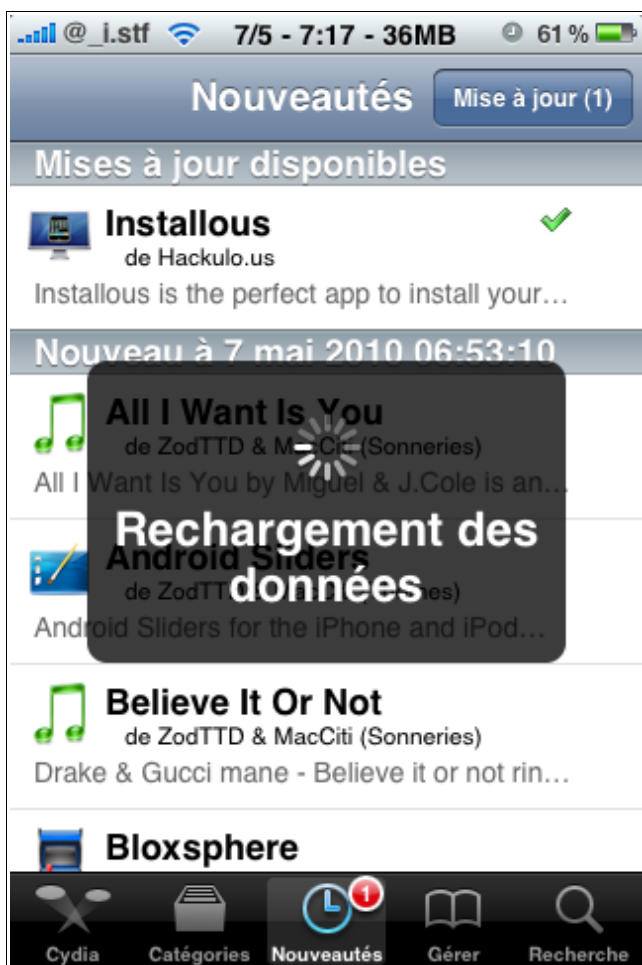 @_i.stf 7/5 - 7:17 - 36MB 61 %
Nouveautés Mise à jour (1)
Mises à jour disponibles
Installous
de Hackulo.us
Installous is the perfect app to install your…
Nouveau à 7 mai 2010 06:53:10
All I Want Is You
de ZodTTD & MacCiti (Sonneries)
All I Want Is You by Miguel & J.Cole is an…
Rechargement des
données
Android Sliders
de ZodTTD
Android Sliders for the iPhone and iPod…
Believe It Or Not
de ZodTTD & MacCiti (Sonneries)
Drake & Gucci mane - Believe it or not rin…
Bloxsphere
1
Cydia Catégories Nouveautés Gérer Recherche